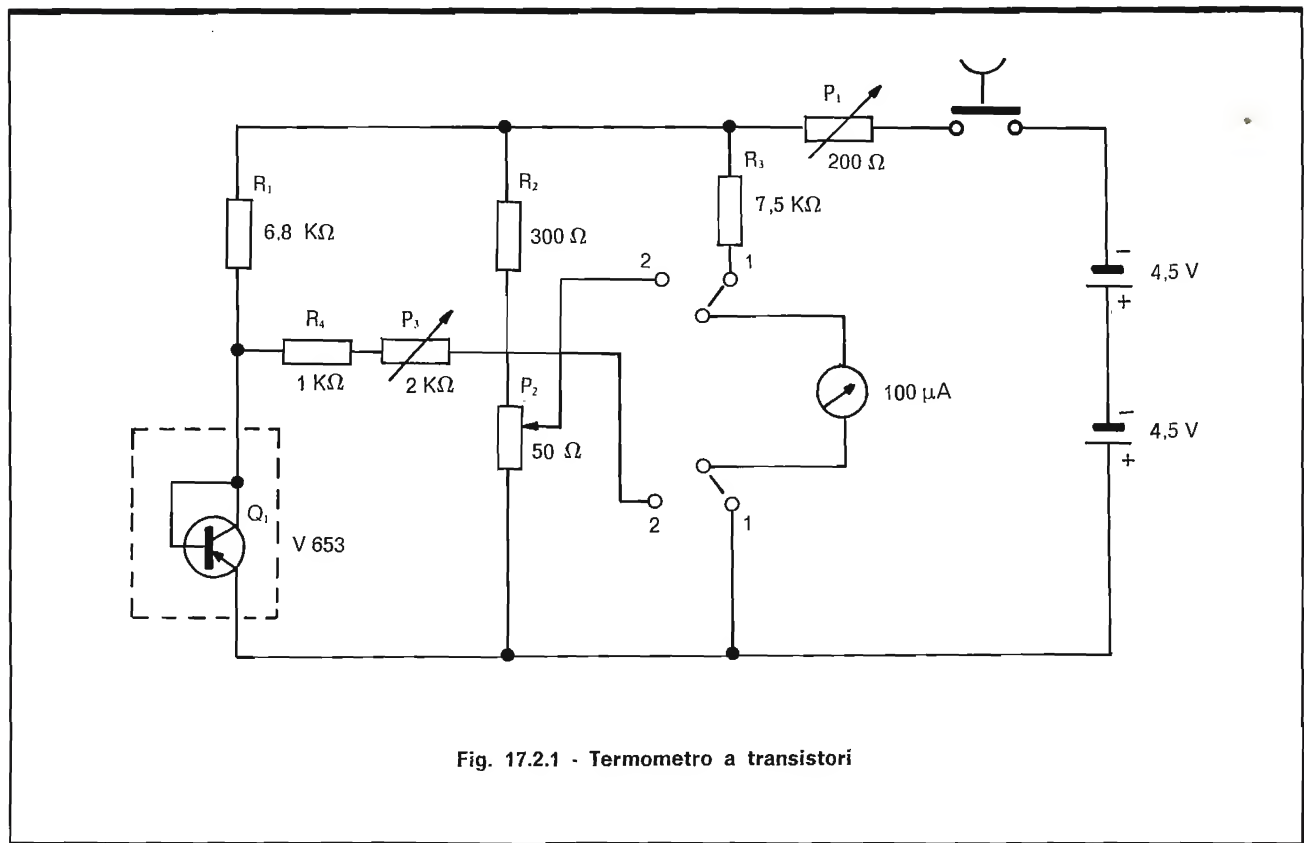 P₁
200 Ω
R₁
6,8 KΩ
R₂
300 Ω
R₃
7,5 KΩ
2
1
4,5 V
−
+
R₄
1 KΩ
P₃
2 KΩ
P₂
50 Ω
100 µA
−
4,5 V
+
2
1
Q₁
V 653
Fig. 17.2.1 - Termometro a transistori